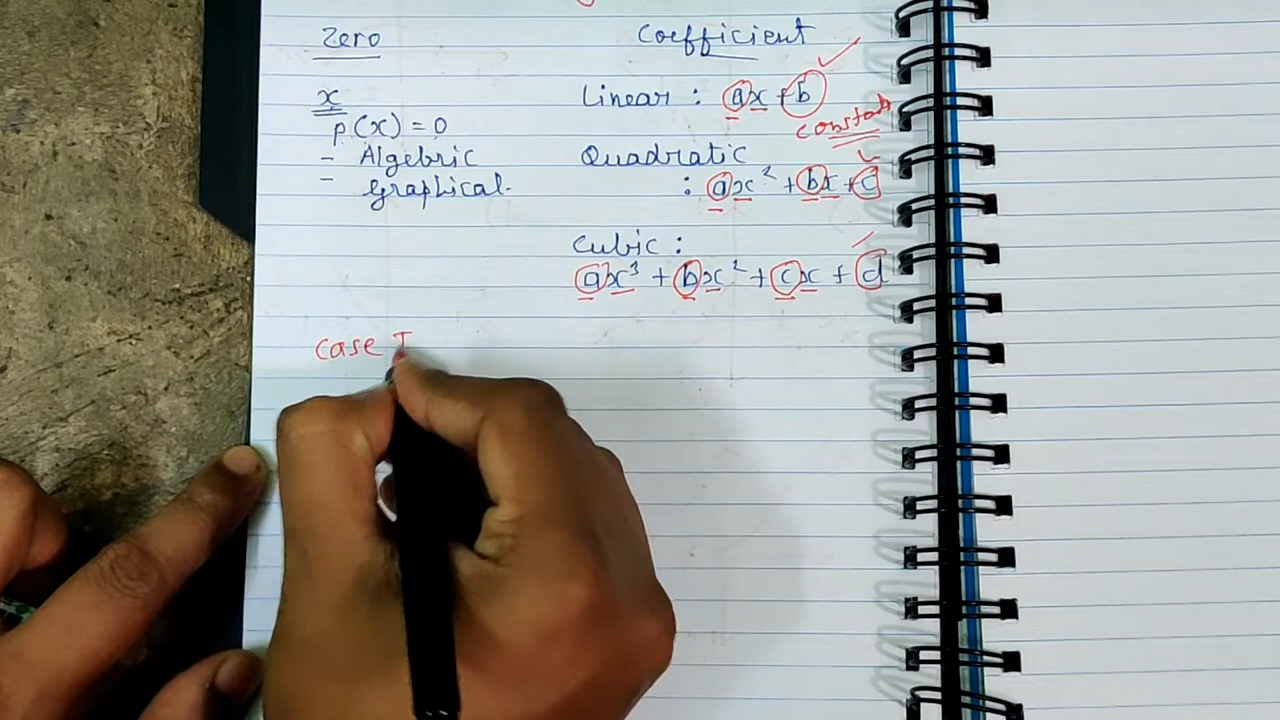 Zero
x
p(x) = 0
- Algebric
- Graphical.
Coefficient
Linear : ax + b
constant
Quadratic
: ax² + bx + c
Cubic :
ax³ + bx² + cx + d
case I